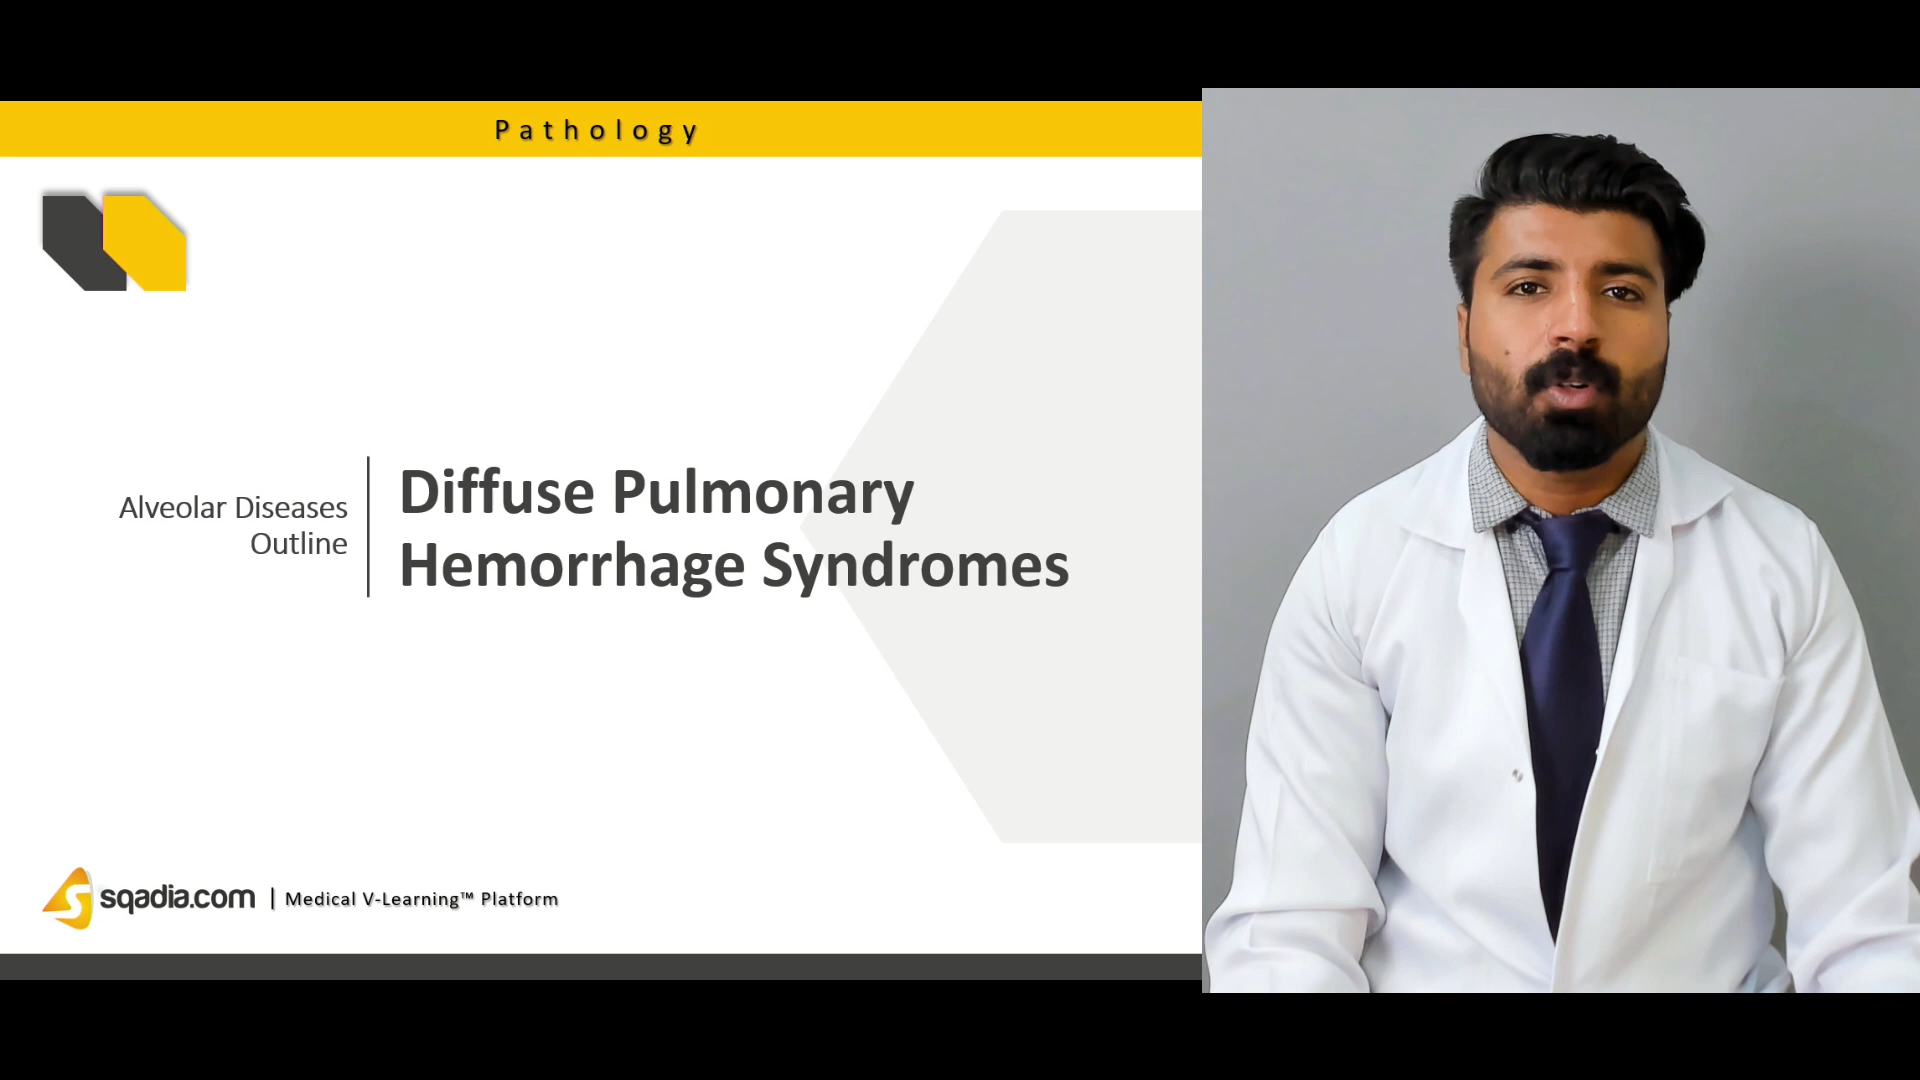 Pathology
Alveolar Diseases
Outline
Diffuse Pulmonary
Hemorrhage Syndromes
sqadia.com | Medical V-Learning™ Platform